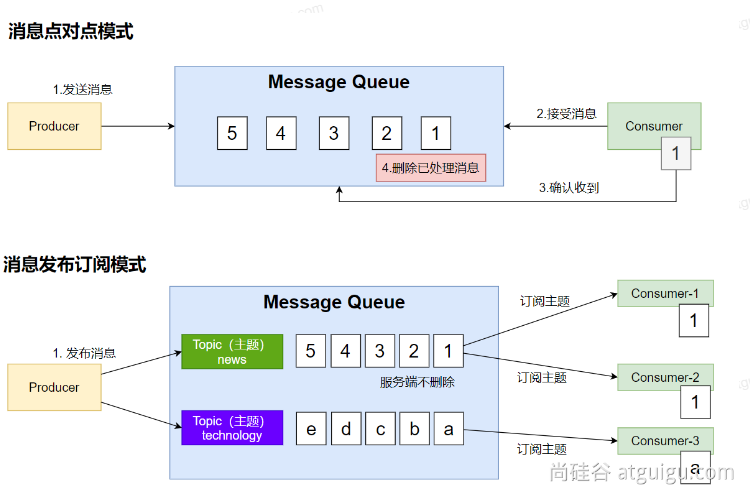 消息点对点模式
1.发送消息
Message Queue
Producer
5 4 3 2 1
4.删除已处理消息
2.接受消息
Consumer
1
3.确认收到
消息发布订阅模式
Message Queue
1. 发布消息
Producer
Topic（主题）
news
5 4 3 2 1
服务端不删除
Topic（主题）
technology
e d c b a
订阅主题
Consumer-1
1
订阅主题
Consumer-2
1
订阅主题
Consumer-3
a
尚硅谷 atguigu.com